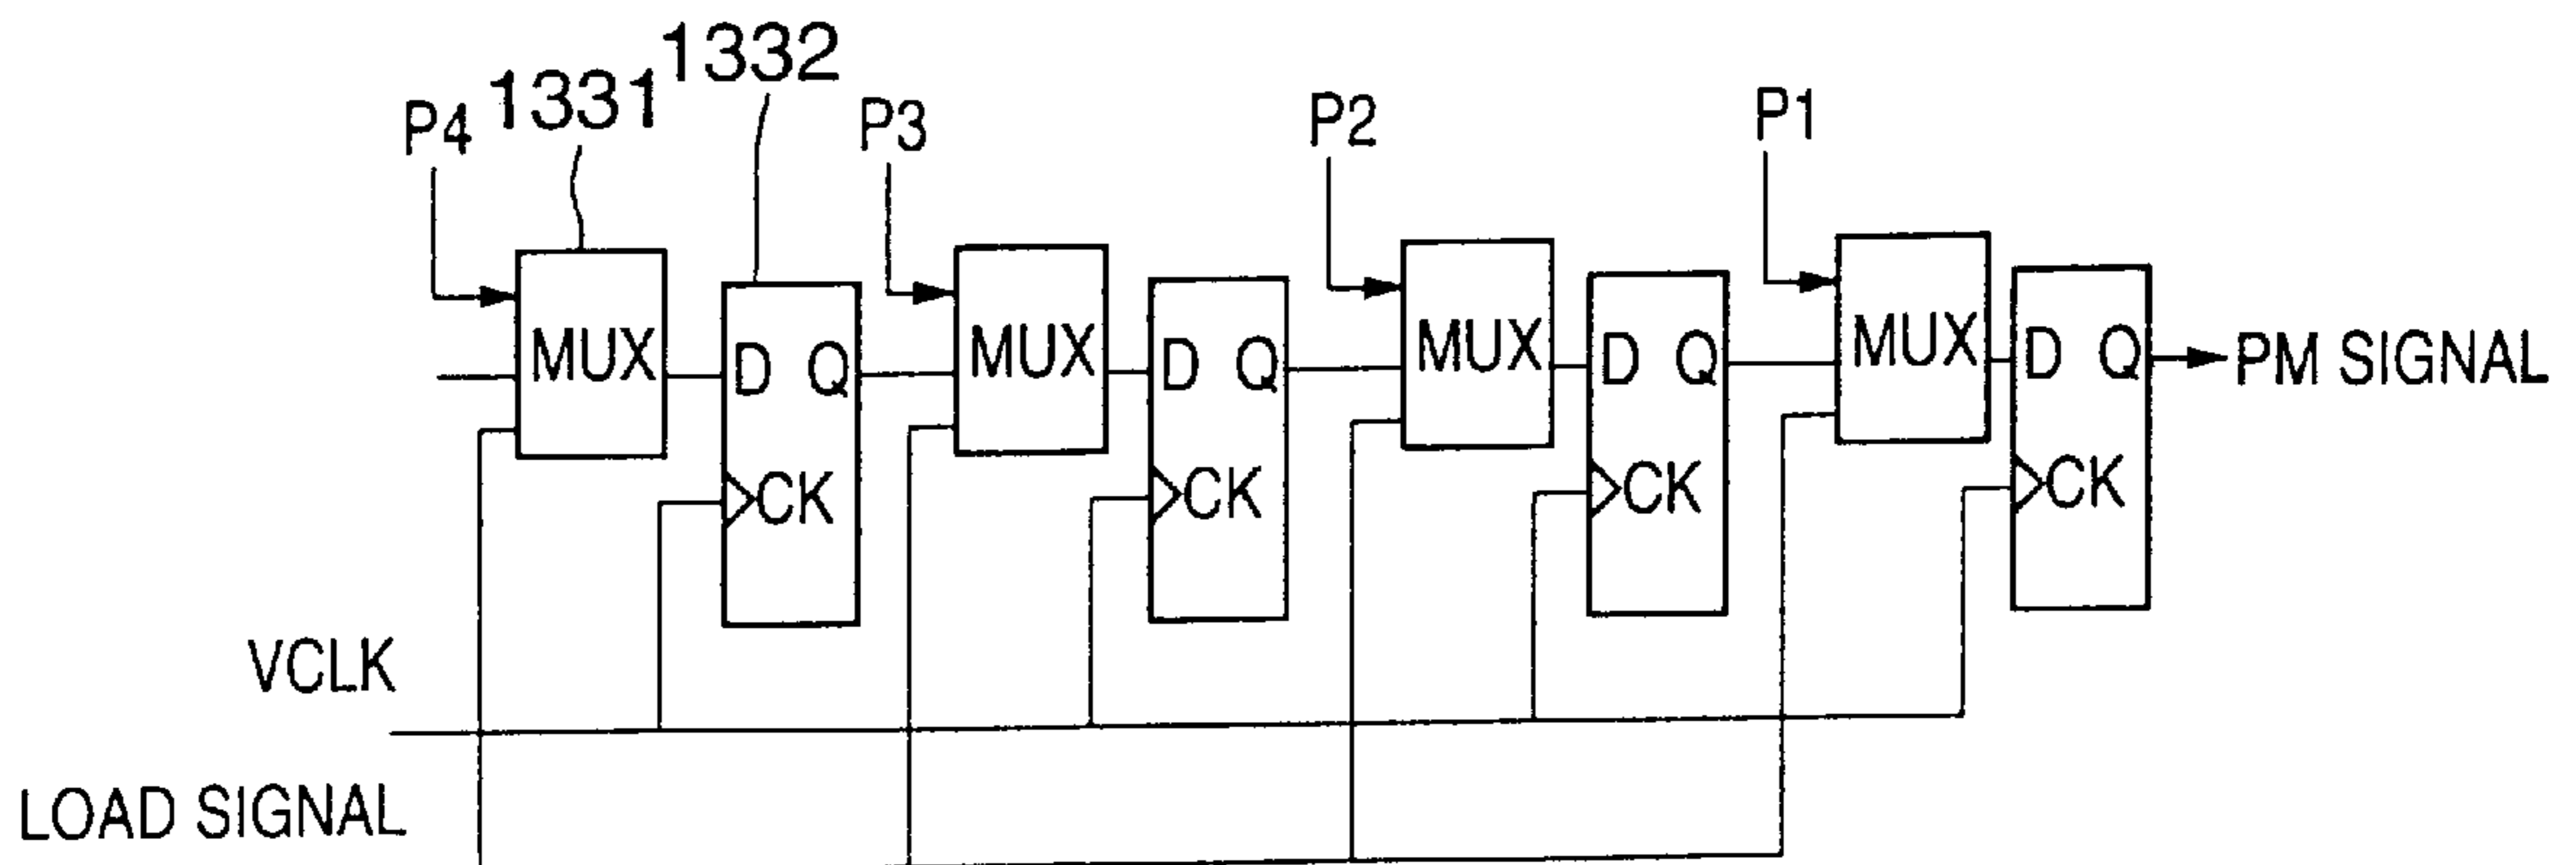 1332
1331
P4
P3
P2
P1
MUX
D Q
CK
MUX
D Q
CK
MUX
D Q
CK
MUX
D Q
CK
PM SIGNAL
VCLK
LOAD SIGNAL